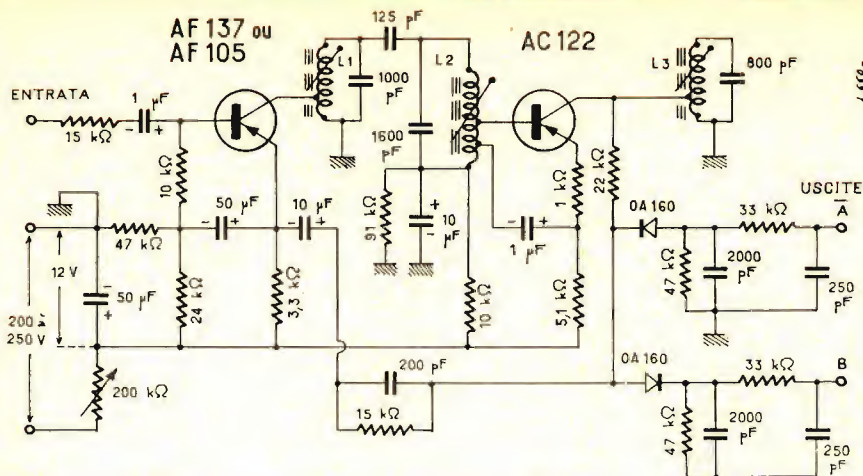 AF 137 ou
AF 105
AC 122
ENTRATA
1 µF
- +
15 kΩ
10 kΩ
L1
1000 pF
125 pF
L2
1600 pF
L3
800 pF
91 kΩ
+
10 µF
-
1 kΩ
22 kΩ
- +
1 µF
OA 160
33 kΩ
USCITE
A
47 kΩ
2000 pF
250 pF
47 kΩ
50 µF
- +
10 µF
- +
12 V
-
50 µF
+
24 kΩ
3,3 kΩ
10 kΩ
5,1 kΩ
250 V
200 kΩ
200 pF
15 kΩ
OA 160
33 kΩ
B
47 kΩ
2000 pF
250 pF